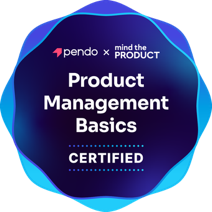 pendo × mind the
PRODUCT
Product
Management
Basics
CERTIFIED